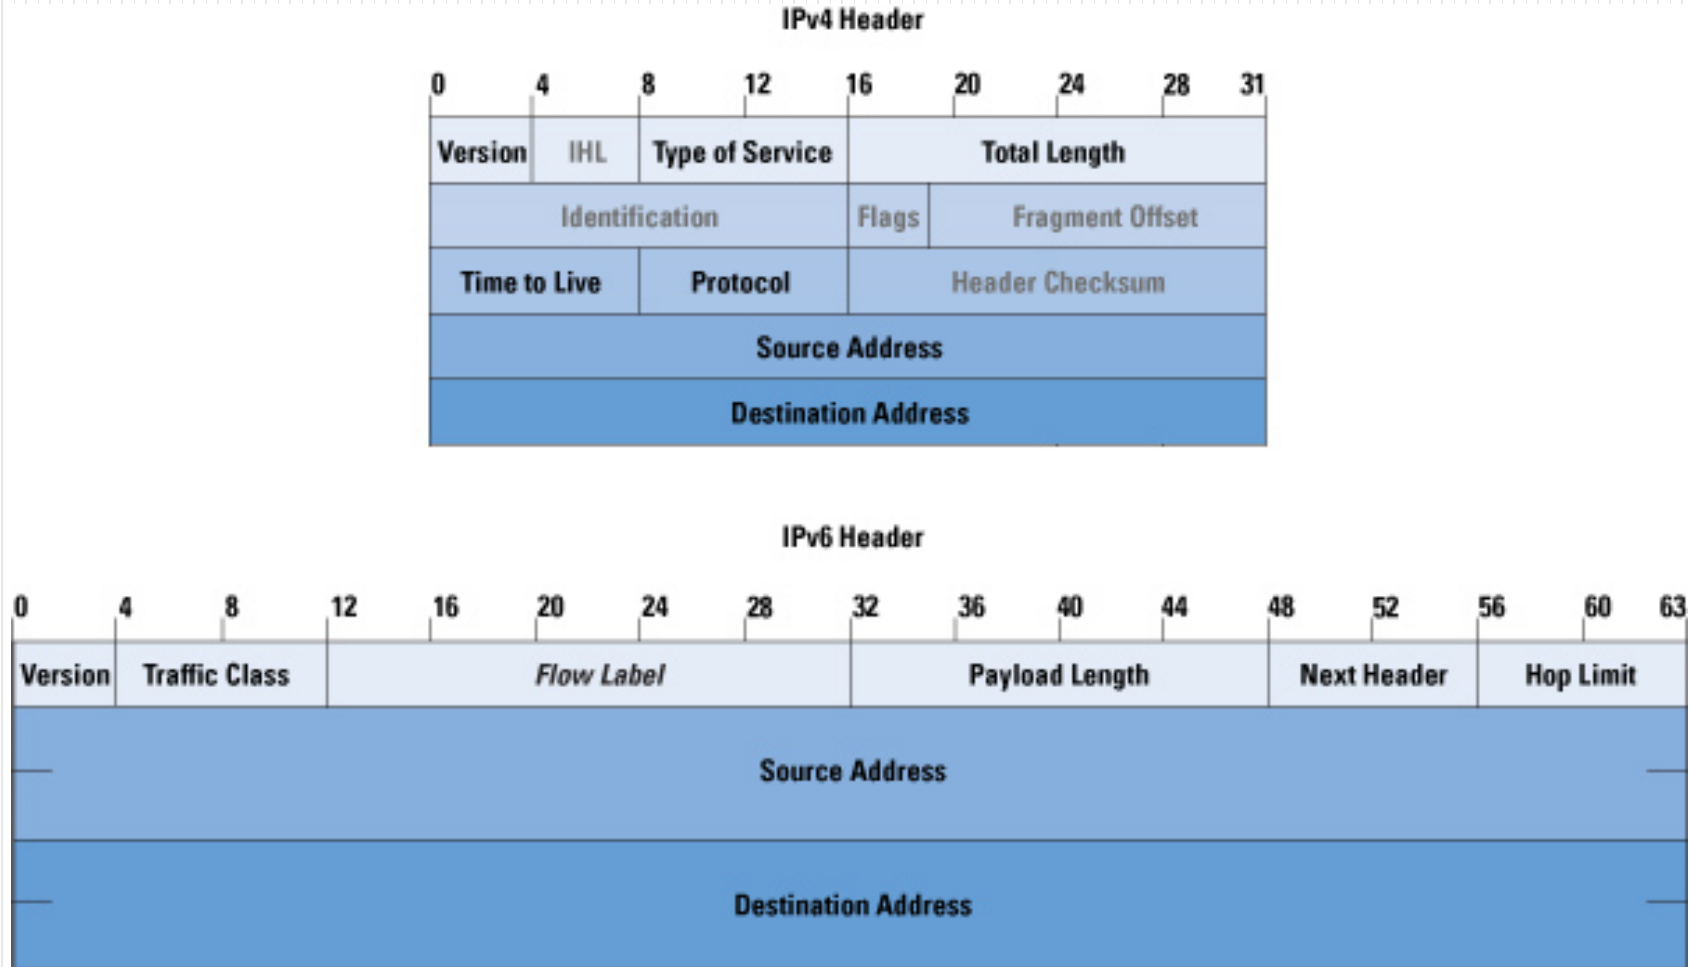 IPv4 Header
0 4 8 12 16 20 24 28 31
Version IHL Type of Service Total Length
Identification Flags Fragment Offset
Time to Live Protocol Header Checksum
Source Address
Destination Address
IPv6 Header
0 4 8 12 16 20 24 28 32 36 40 44 48 52 56 60 63
Version Traffic Class Flow Label Payload Length Next Header Hop Limit
Source Address
Destination Address